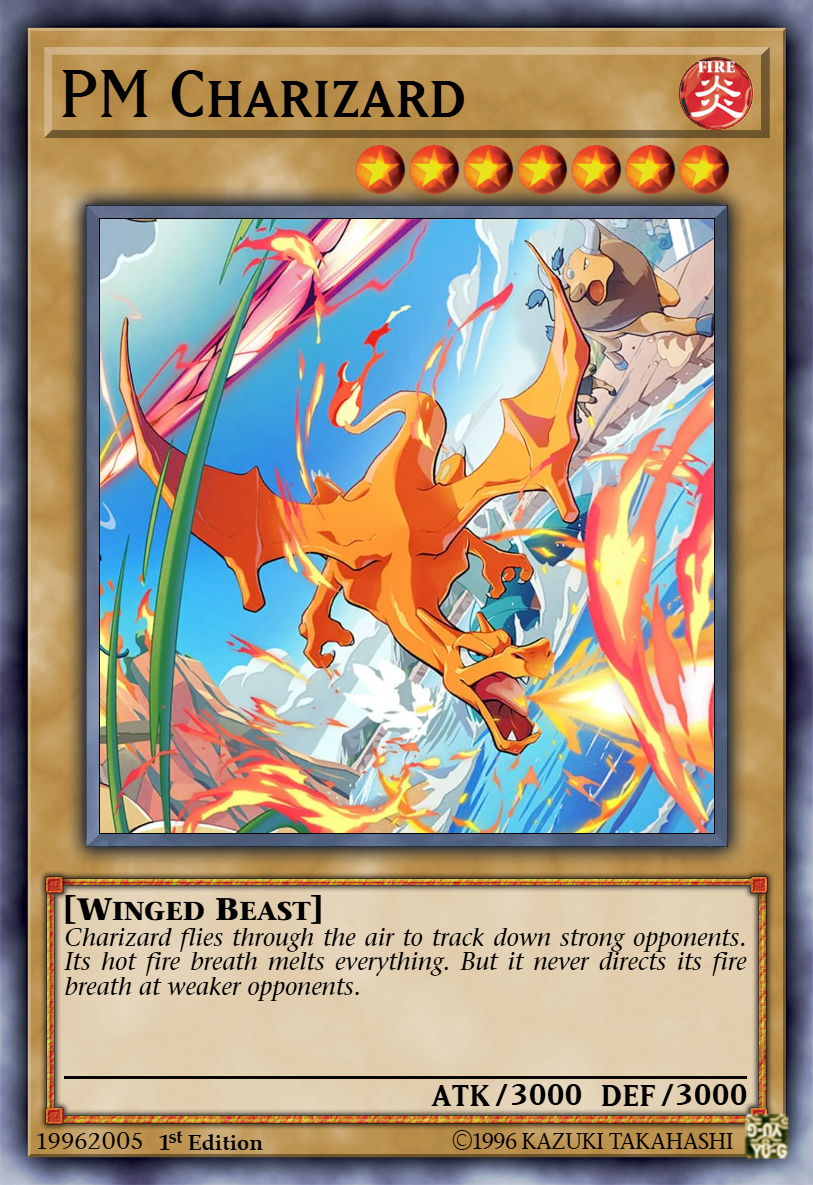 PM Charizard
FIRE
炎
[Winged Beast]
Charizard flies through the air to track down strong opponents.
Its hot fire breath melts everything. But it never directs its fire
breath at weaker opponents.
ATK/3000 DEF/3000
19962005 1st Edition ©1996 KAZUKI TAKAHASHI